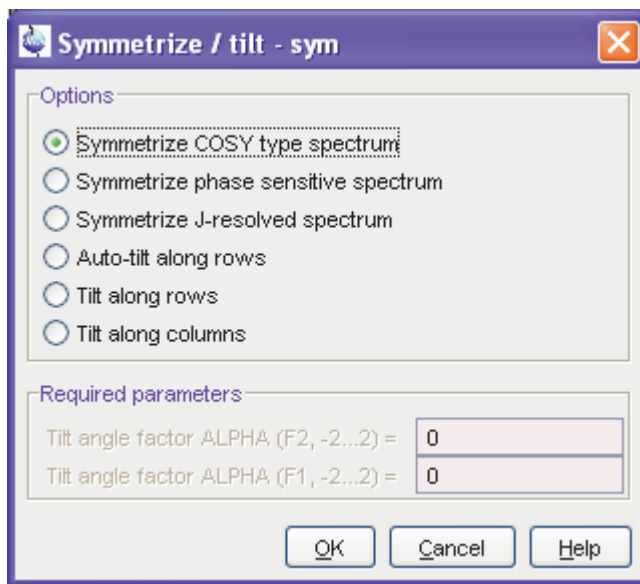 Symmetrize / tilt - sym
Options
Symmetrize COSY type spectrum
Symmetrize phase sensitive spectrum
Symmetrize J-resolved spectrum
Auto-tilt along rows
Tilt along rows
Tilt along columns
Required parameters
Tilt angle factor ALPHA (F2, -2...2) = 0
Tilt angle factor ALPHA (F1, -2...2) = 0
OK Cancel Help